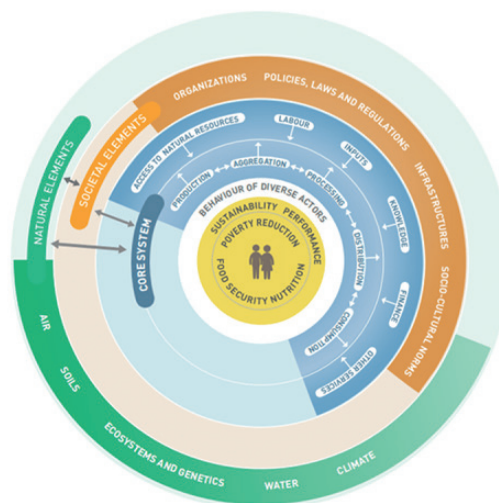 NATURAL ELEMENTS
SOCIETAL ELEMENTS
CORE SYSTEM
ORGANIZATIONS
POLICIES, LAWS AND REGULATIONS
INFRASTRUCTURES
SOCIO-CULTURAL NORMS
ACCESS TO NATURAL RESOURCES
LABOUR
INPUTS
KNOWLEDGE
FINANCE
OTHER SERVICES
PRODUCTION
AGGREGATION
PROCESSING
DISTRIBUTION
CONSUMPTION
BEHAVIOUR OF DIVERSE ACTORS
SUSTAINABILITY PERFORMANCE
POVERTY REDUCTION
FOOD SECURITY NUTRITION
AIR
SOILS
ECOSYSTEMS AND GENETICS
WATER
CLIMATE